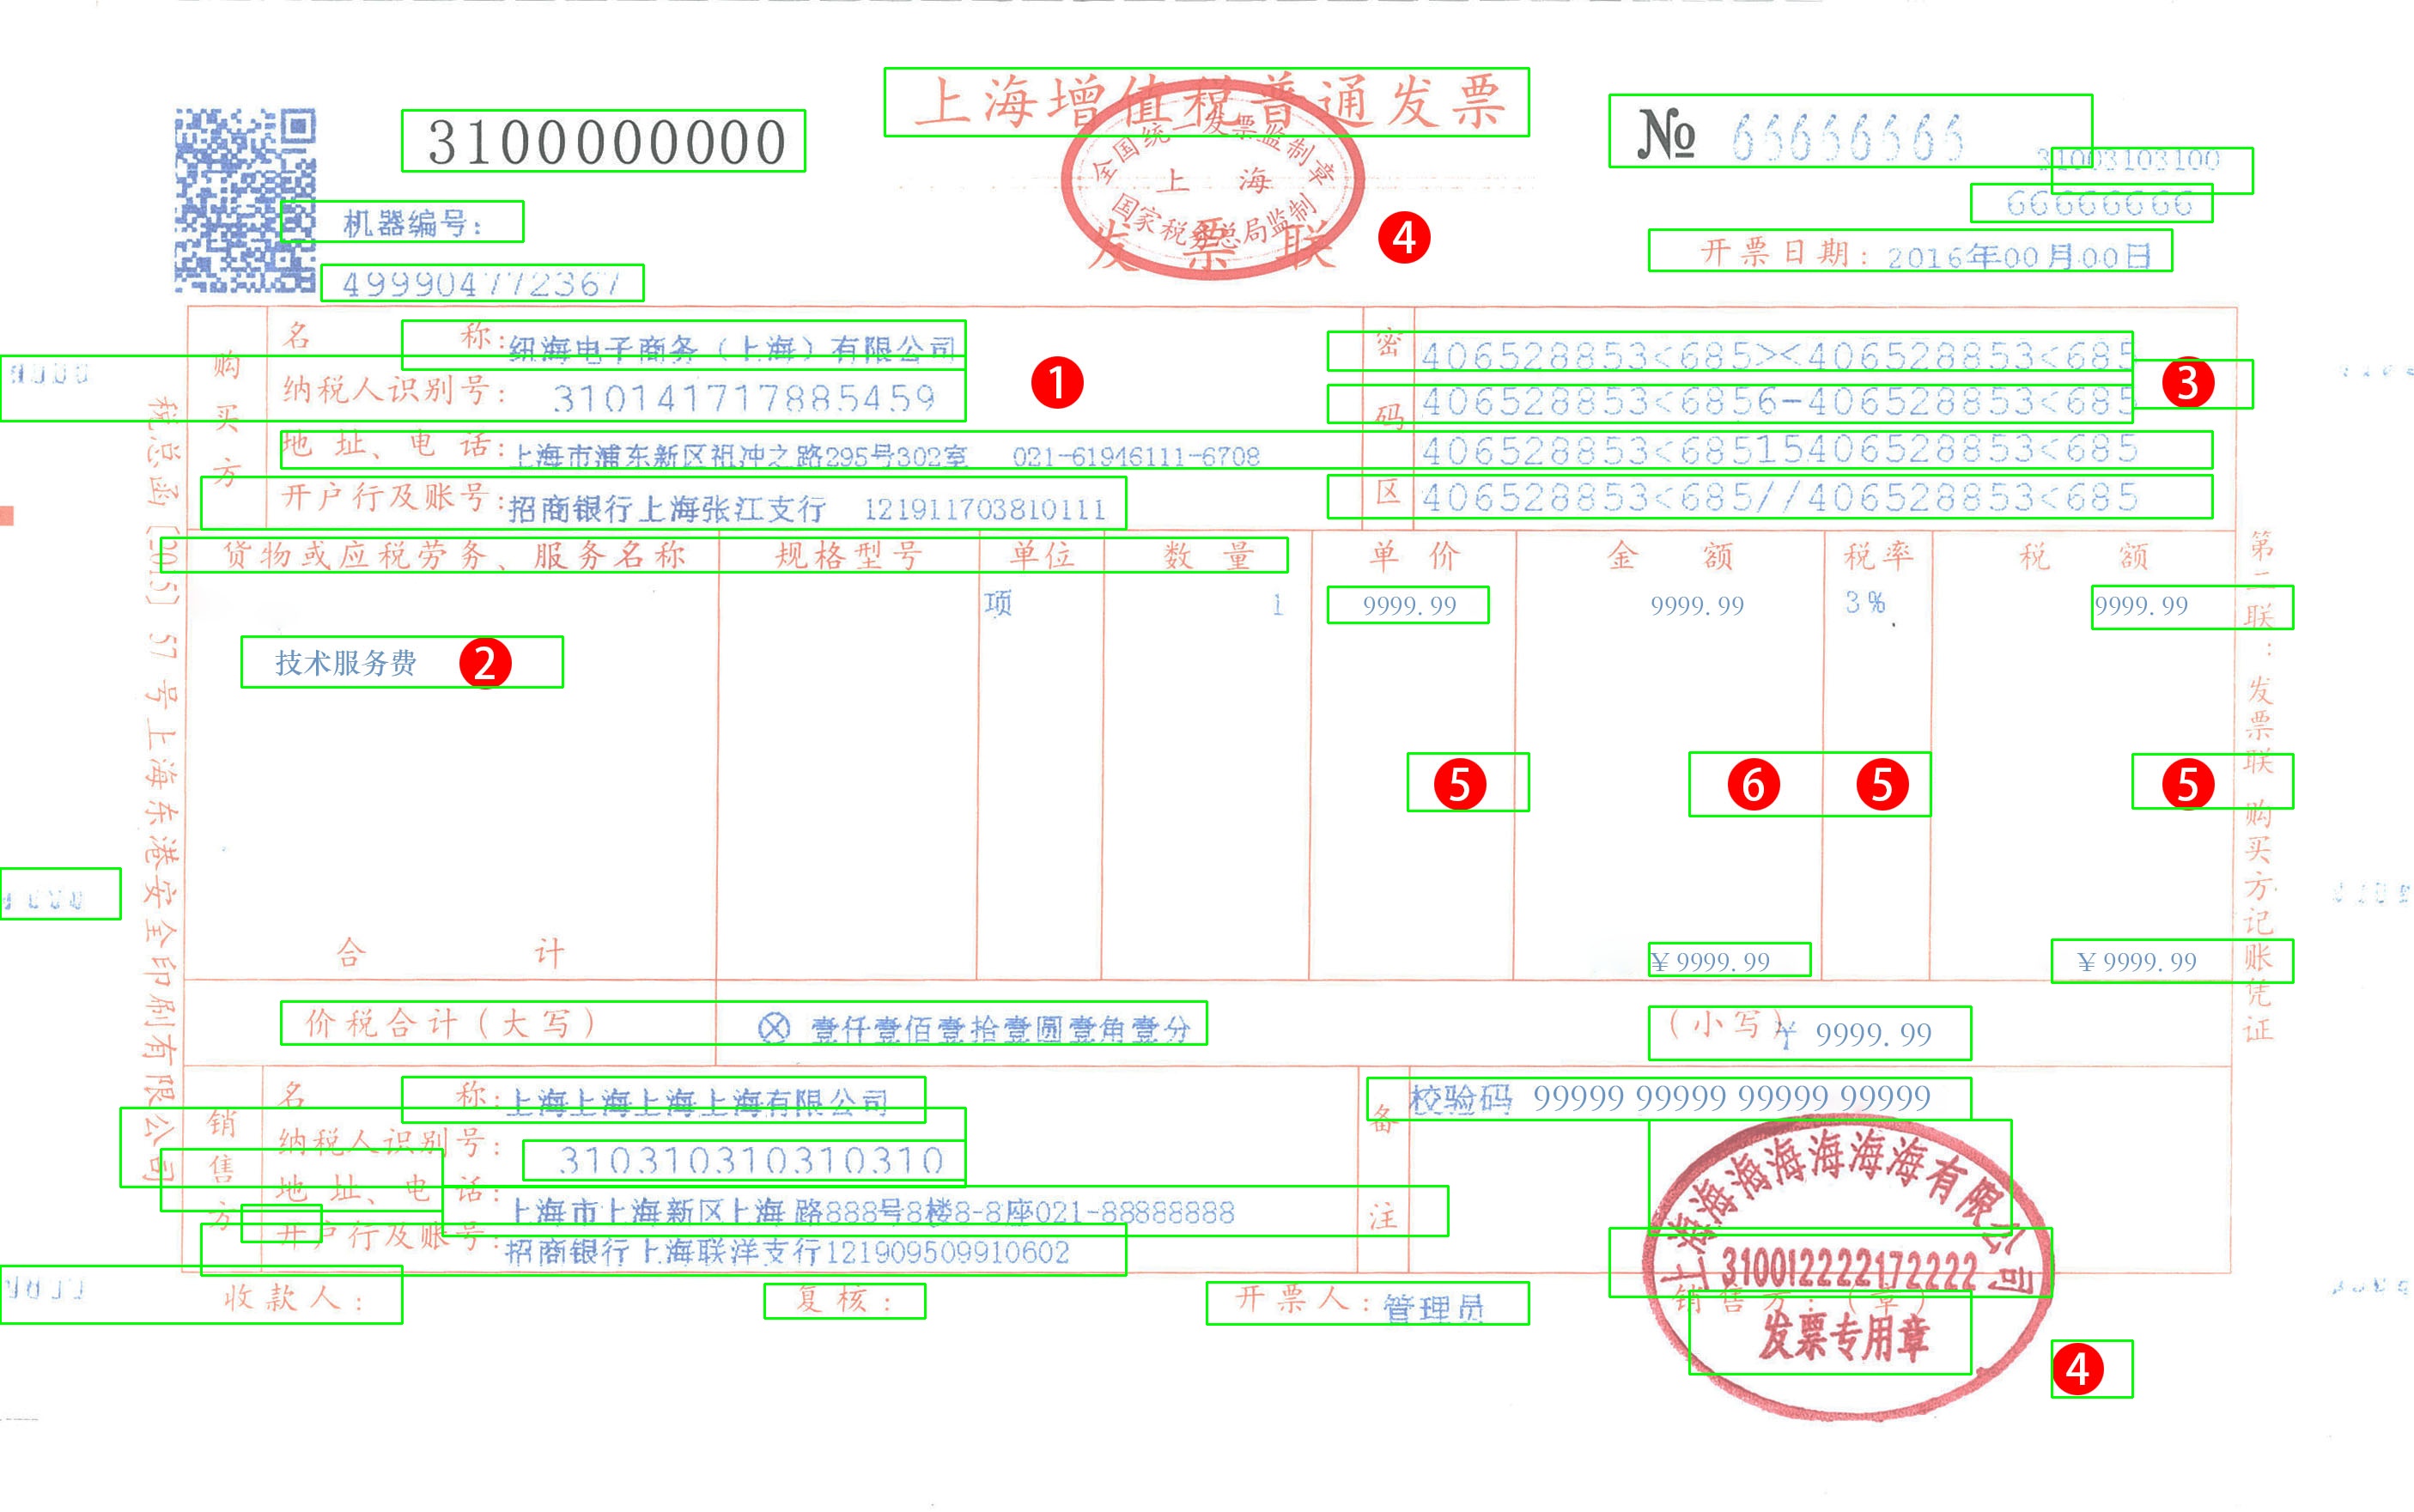 上海增值税普通发票
3100000000
№ 66666666
全国统一发票监制章
31003103100
上 海
66666666
国家税务总局监制
机器编号:
发票联
4
开票日期: 2016年00月00日
499904772367
购买方
名 称: 纽海电子商务（上海）有限公司
纳税人识别号: 310141717885459
1
地址、电话: 上海市浦东新区祖冲之路295号302室 021-61946111-6708
开户行及账号: 招商银行上海张江支行 121911703810111
密码区
406528853<685><406528853<685
406528853<6856-406528853<685
406528853<68515406528853<685
406528853<685//406528853<685
3
货物或应税劳务、服务名称 规格型号 单位 数量 单价 金额 税率 税额
项 1 9999.99 9999.99 3% 9999.99
技术服务费 2
5 6 5 5
合 计 ¥9999.99 ¥9999.99
价税合计(大写) ⊗ 壹仟壹佰壹拾壹圆壹角壹分 (小写) ¥ 9999.99
销售方
名 称: 上海上海上海上海有限公司
纳税人识别号: 310310310310310
地址、电话: 上海市上海新区上海路888号8楼8-8座021-88888888
开户行及账号: 招商银行上海联洋支行121909509910602
备注
校验码 99999 99999 99999 99999
上海海海海海海海有限公司
310012222172222
发票专用章
收款人:
复核:
开票人: 管理员
销售方:(章)
4
税总函〔2015〕57号上海东港安全印刷有限公司
第二联:发票联 购买方记账凭证